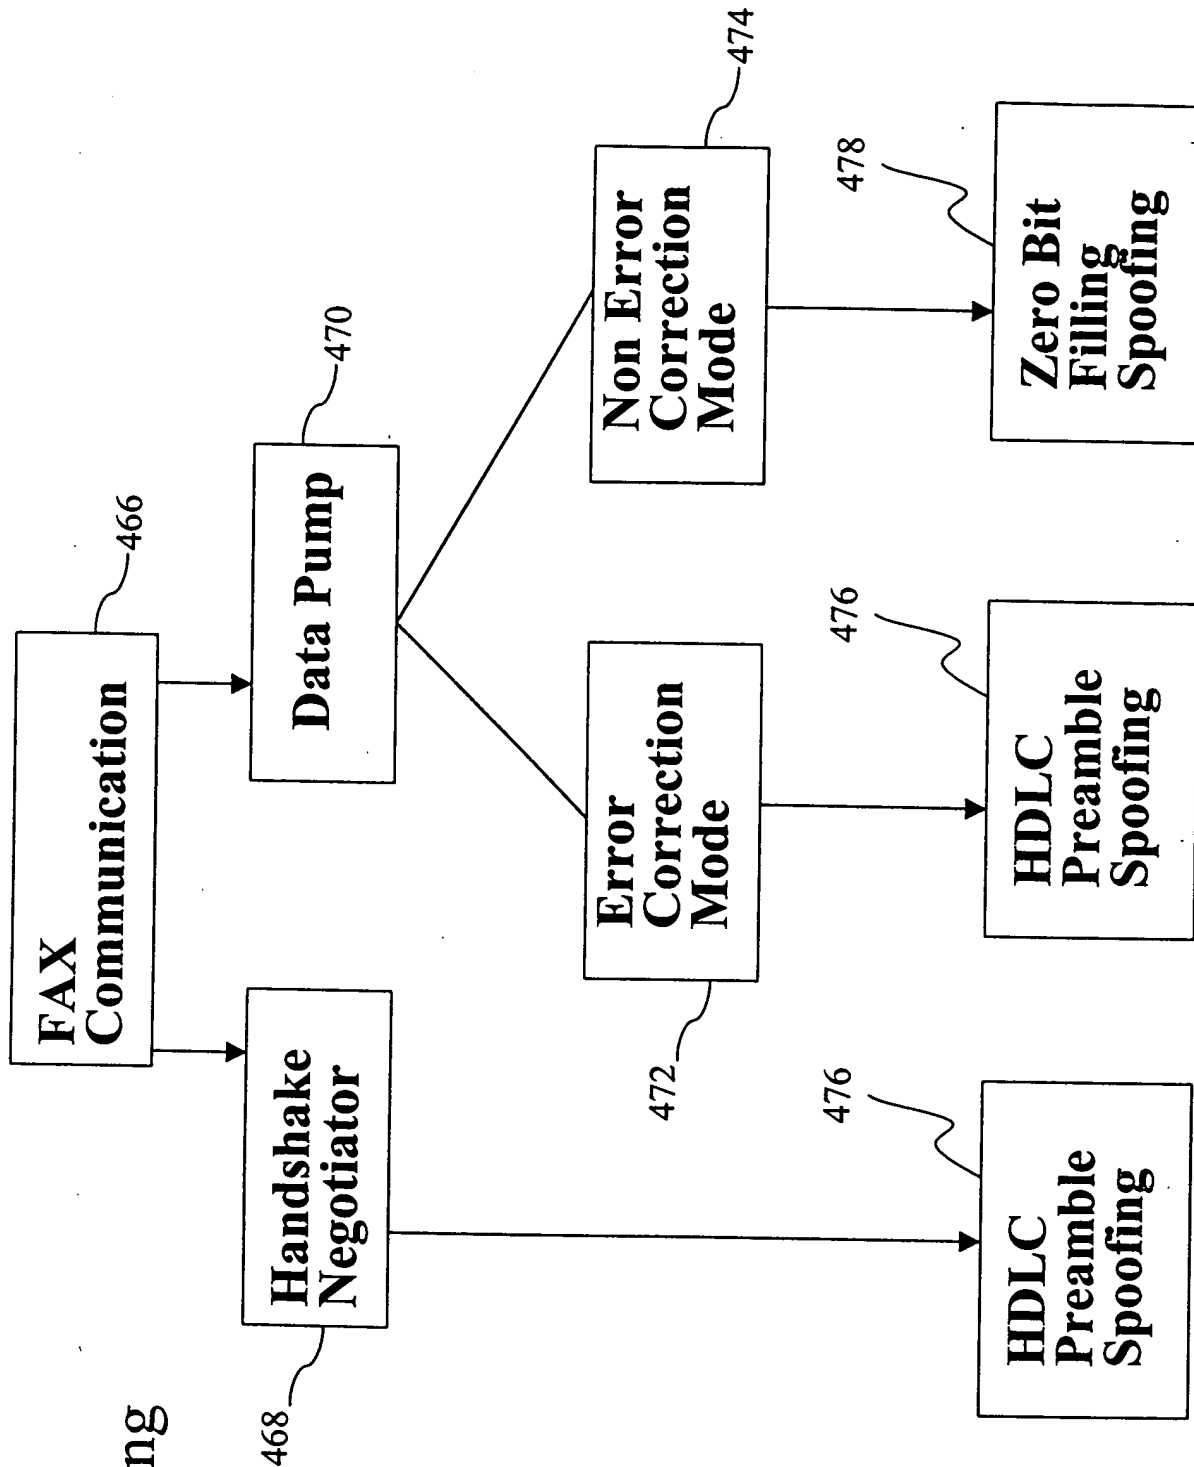 ng
FAX
Communication
466
Handshake
Negotiator
468
Data Pump
470
Error
Correction
Mode
472
Non Error
Correction
Mode
474
HDLC
Preamble
Spoofing
476
HDLC
Preamble
Spoofing
476
Zero Bit
Filling
Spoofing
478